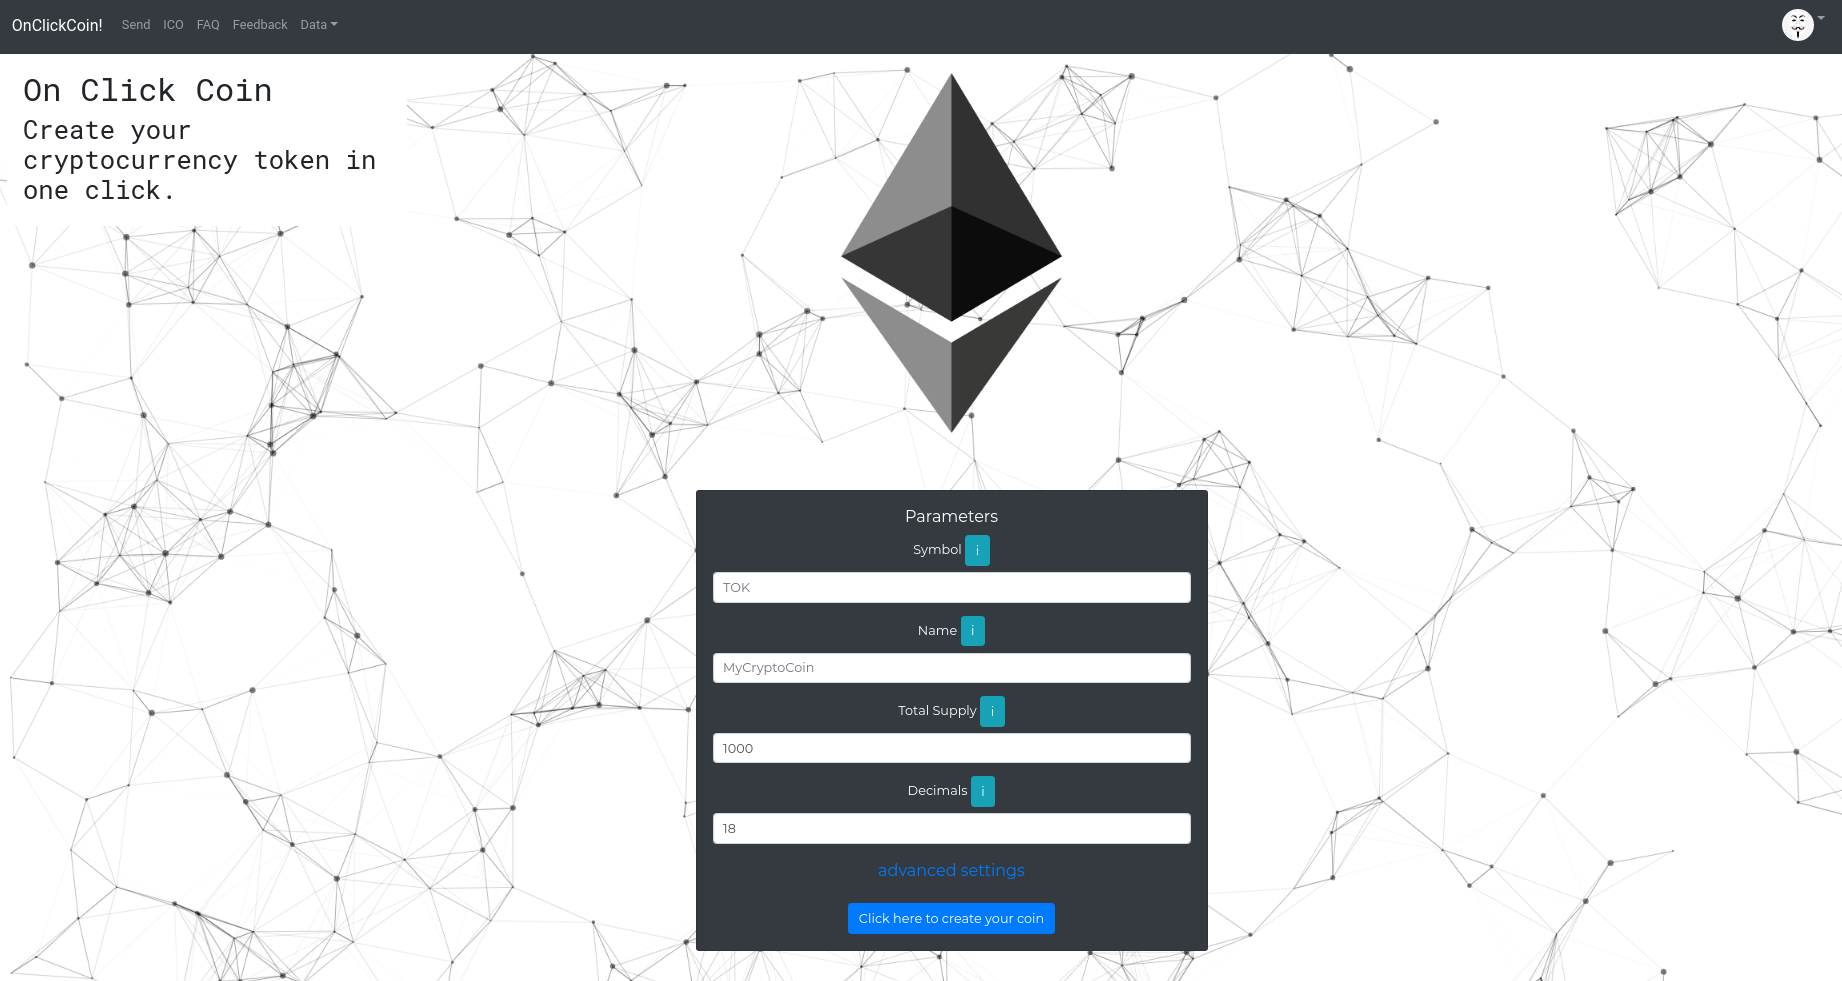 OnClickCoin! Send ICO FAQ Feedback Data
On Click Coin
Create your
cryptocurrency token in
one click.
Parameters
Symbol i
TOK
Name i
MyCryptoCoin
Total Supply i
1000
Decimals i
18
advanced settings
Click here to create your coin